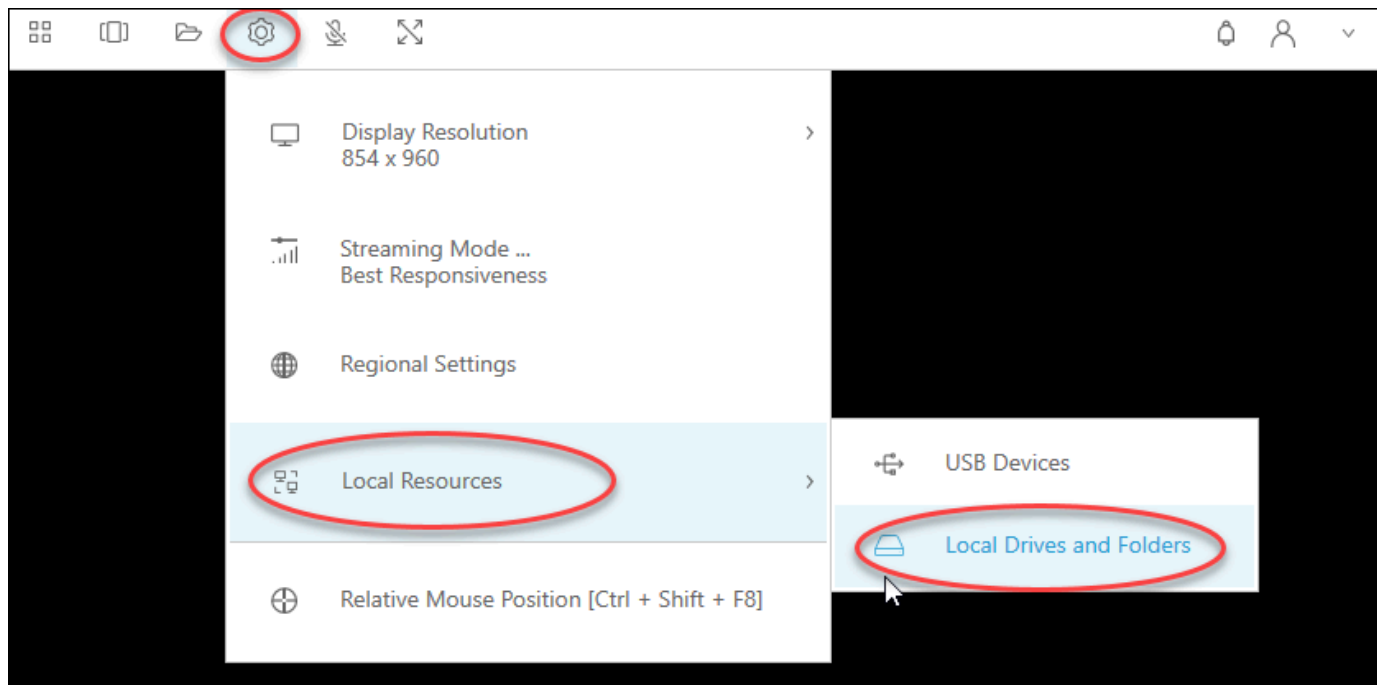 Display Resolution
854 x 960
Streaming Mode ...
Best Responsiveness
Regional Settings
Local Resources
USB Devices
Local Drives and Folders
Relative Mouse Position [Ctrl + Shift + F8]